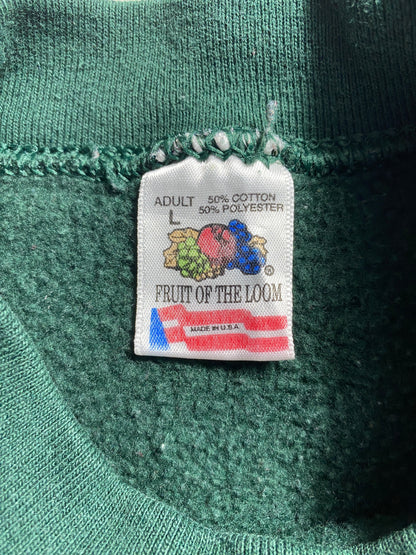 ADULT 50% COTTON
L 50% POLYESTER
®
FRUIT OF THE LOOM
MADE IN U.S.A.